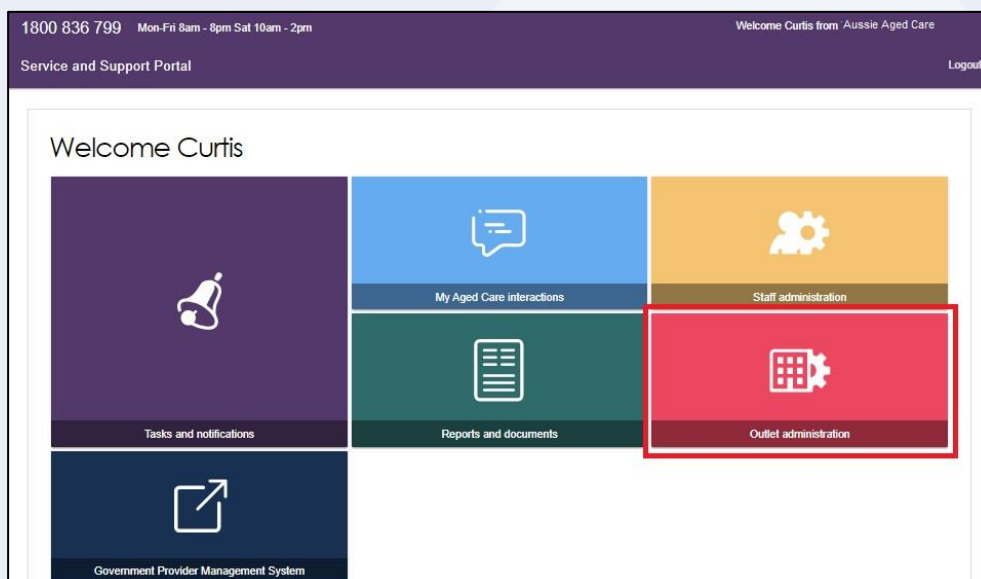 1800 836 799 Mon-Fri 8am - 8pm Sat 10am - 2pm
Welcome Curtis from Aussie Aged Care
Service and Support Portal
Logout
Welcome Curtis
My Aged Care interactions
Staff administration
Tasks and notifications
Reports and documents
Outlet administration
Government Provider Management System